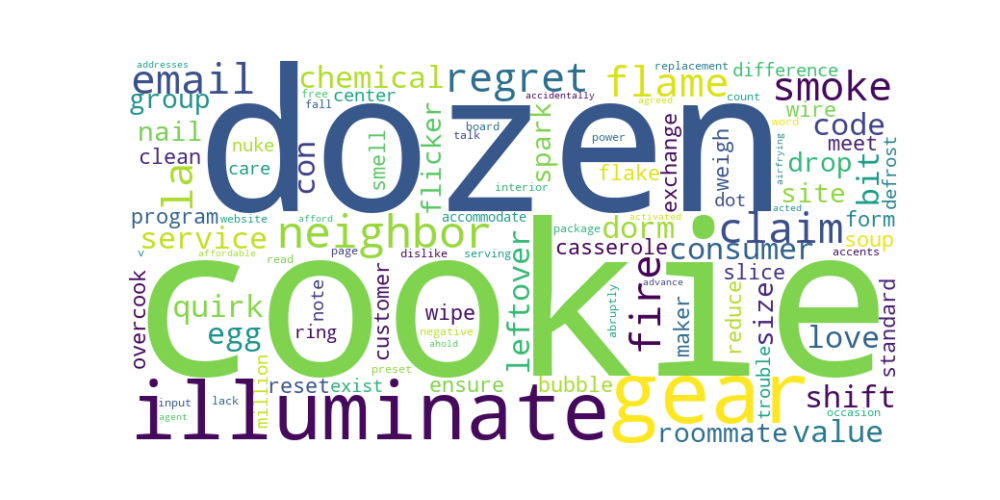 addresses
email
chemical
regret
flame
replacement
difference
smoke
group
free
center
fall
accidentally
agreed
count
wire
nail
dozen
nuke
care
clean
la
con
smell
flicker
talk
board
spark
interior
power
flake
exchange
weigh
dot
word
airfrying
code
meet
drop
bit
defrost
site
acted
program
website
afford
accommodate
package
activated
dorm
claim
form
service
neighbor
casserole
consumer
soup
accents
v
affordable
read
page
dislike
serving
cookie
leftover
fire
advance
slice
overcook
quirk
note
customer
wipe
abruptly
maker
reduce
size
love
standard
egg
ring
negative
ahold
million
preset
reset
exist
ensure
bubble
gear
trouble
shift
illuminate
input
lack
agent
occasion
roommate
value